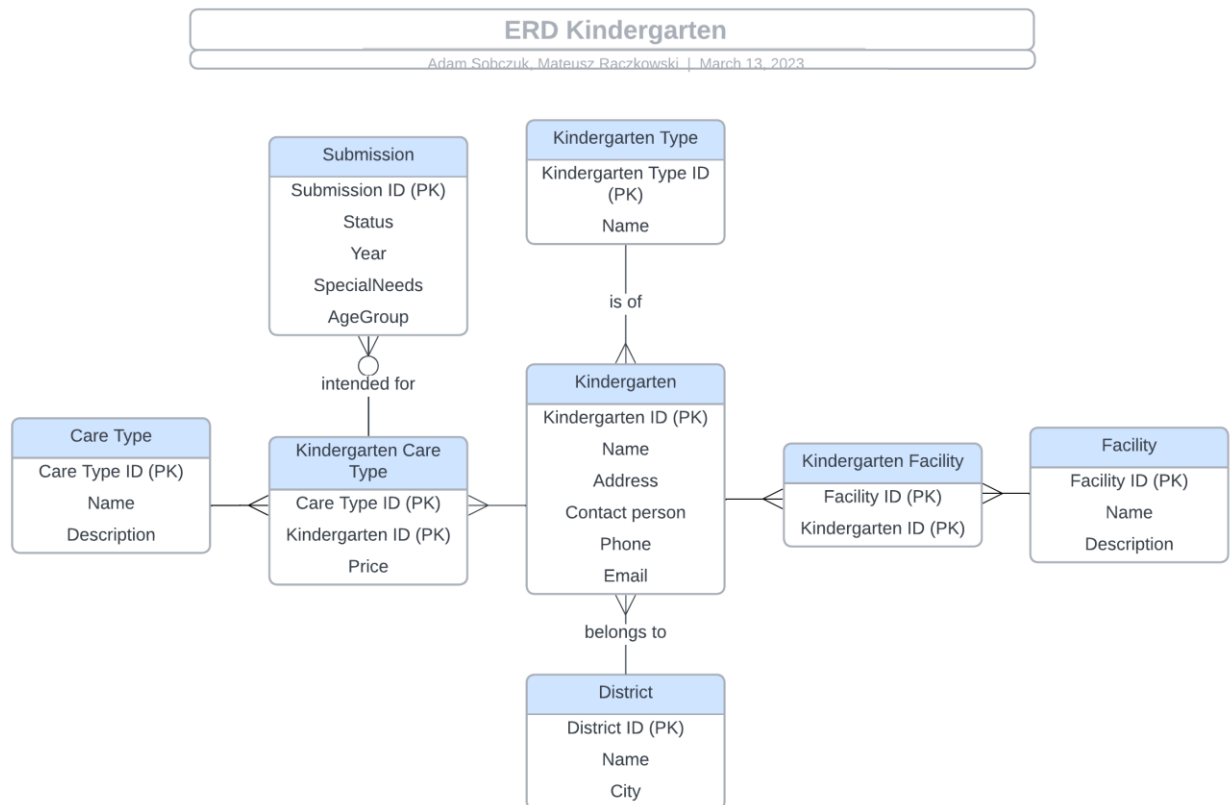 ERD Kindergarten
Adam Sobczuk, Mateusz Raczkowski | March 13, 2023
Submission
Submission ID (PK)
Status
Year
SpecialNeeds
AgeGroup
intended for
Kindergarten Type
Kindergarten Type ID
(PK)
Name
is of
Care Type
Care Type ID (PK)
Name
Description
Kindergarten Care
Type
Care Type ID (PK)
Kindergarten ID (PK)
Price
Kindergarten
Kindergarten ID (PK)
Name
Address
Contact person
Phone
Email
Kindergarten Facility
Facility ID (PK)
Kindergarten ID (PK)
Facility
Facility ID (PK)
Name
Description
belongs to
District
District ID (PK)
Name
City